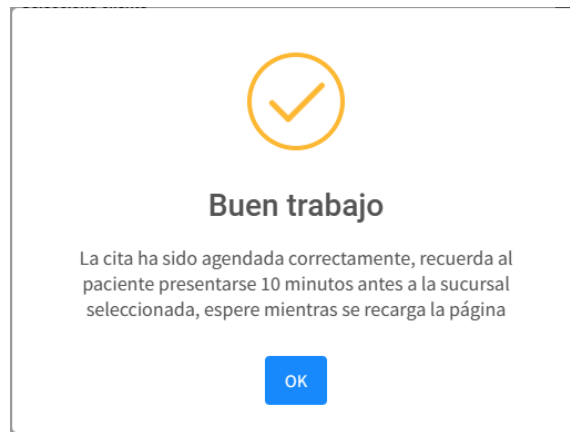 Buen trabajo
La cita ha sido agendada correctamente, recuerda al
paciente presentarse 10 minutos antes a la sucursal
seleccionada, espere mientras se recarga la página
OK